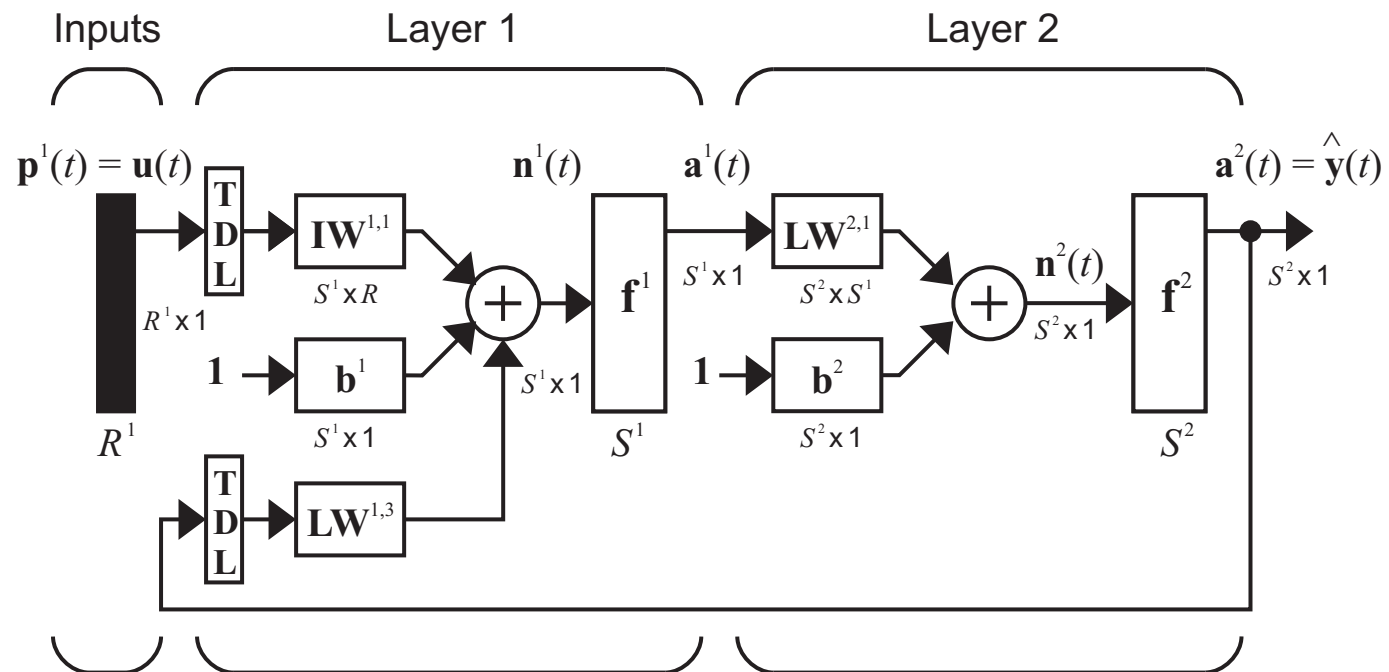 Inputs
Layer 1
Layer 2
p¹(t) = u(t)
n¹(t)
a¹(t)
a²(t) = ŷ(t)
T
D
L
IW¹,¹
S¹ x R
R¹ x 1
f¹
S¹ x 1
LW²,¹
S² x S¹
n²(t)
S² x 1
f²
S² x 1
1
b¹
S¹ x 1
S¹ x 1
1
b²
S² x 1
R¹
S¹
S²
T
D
L
LW¹,³